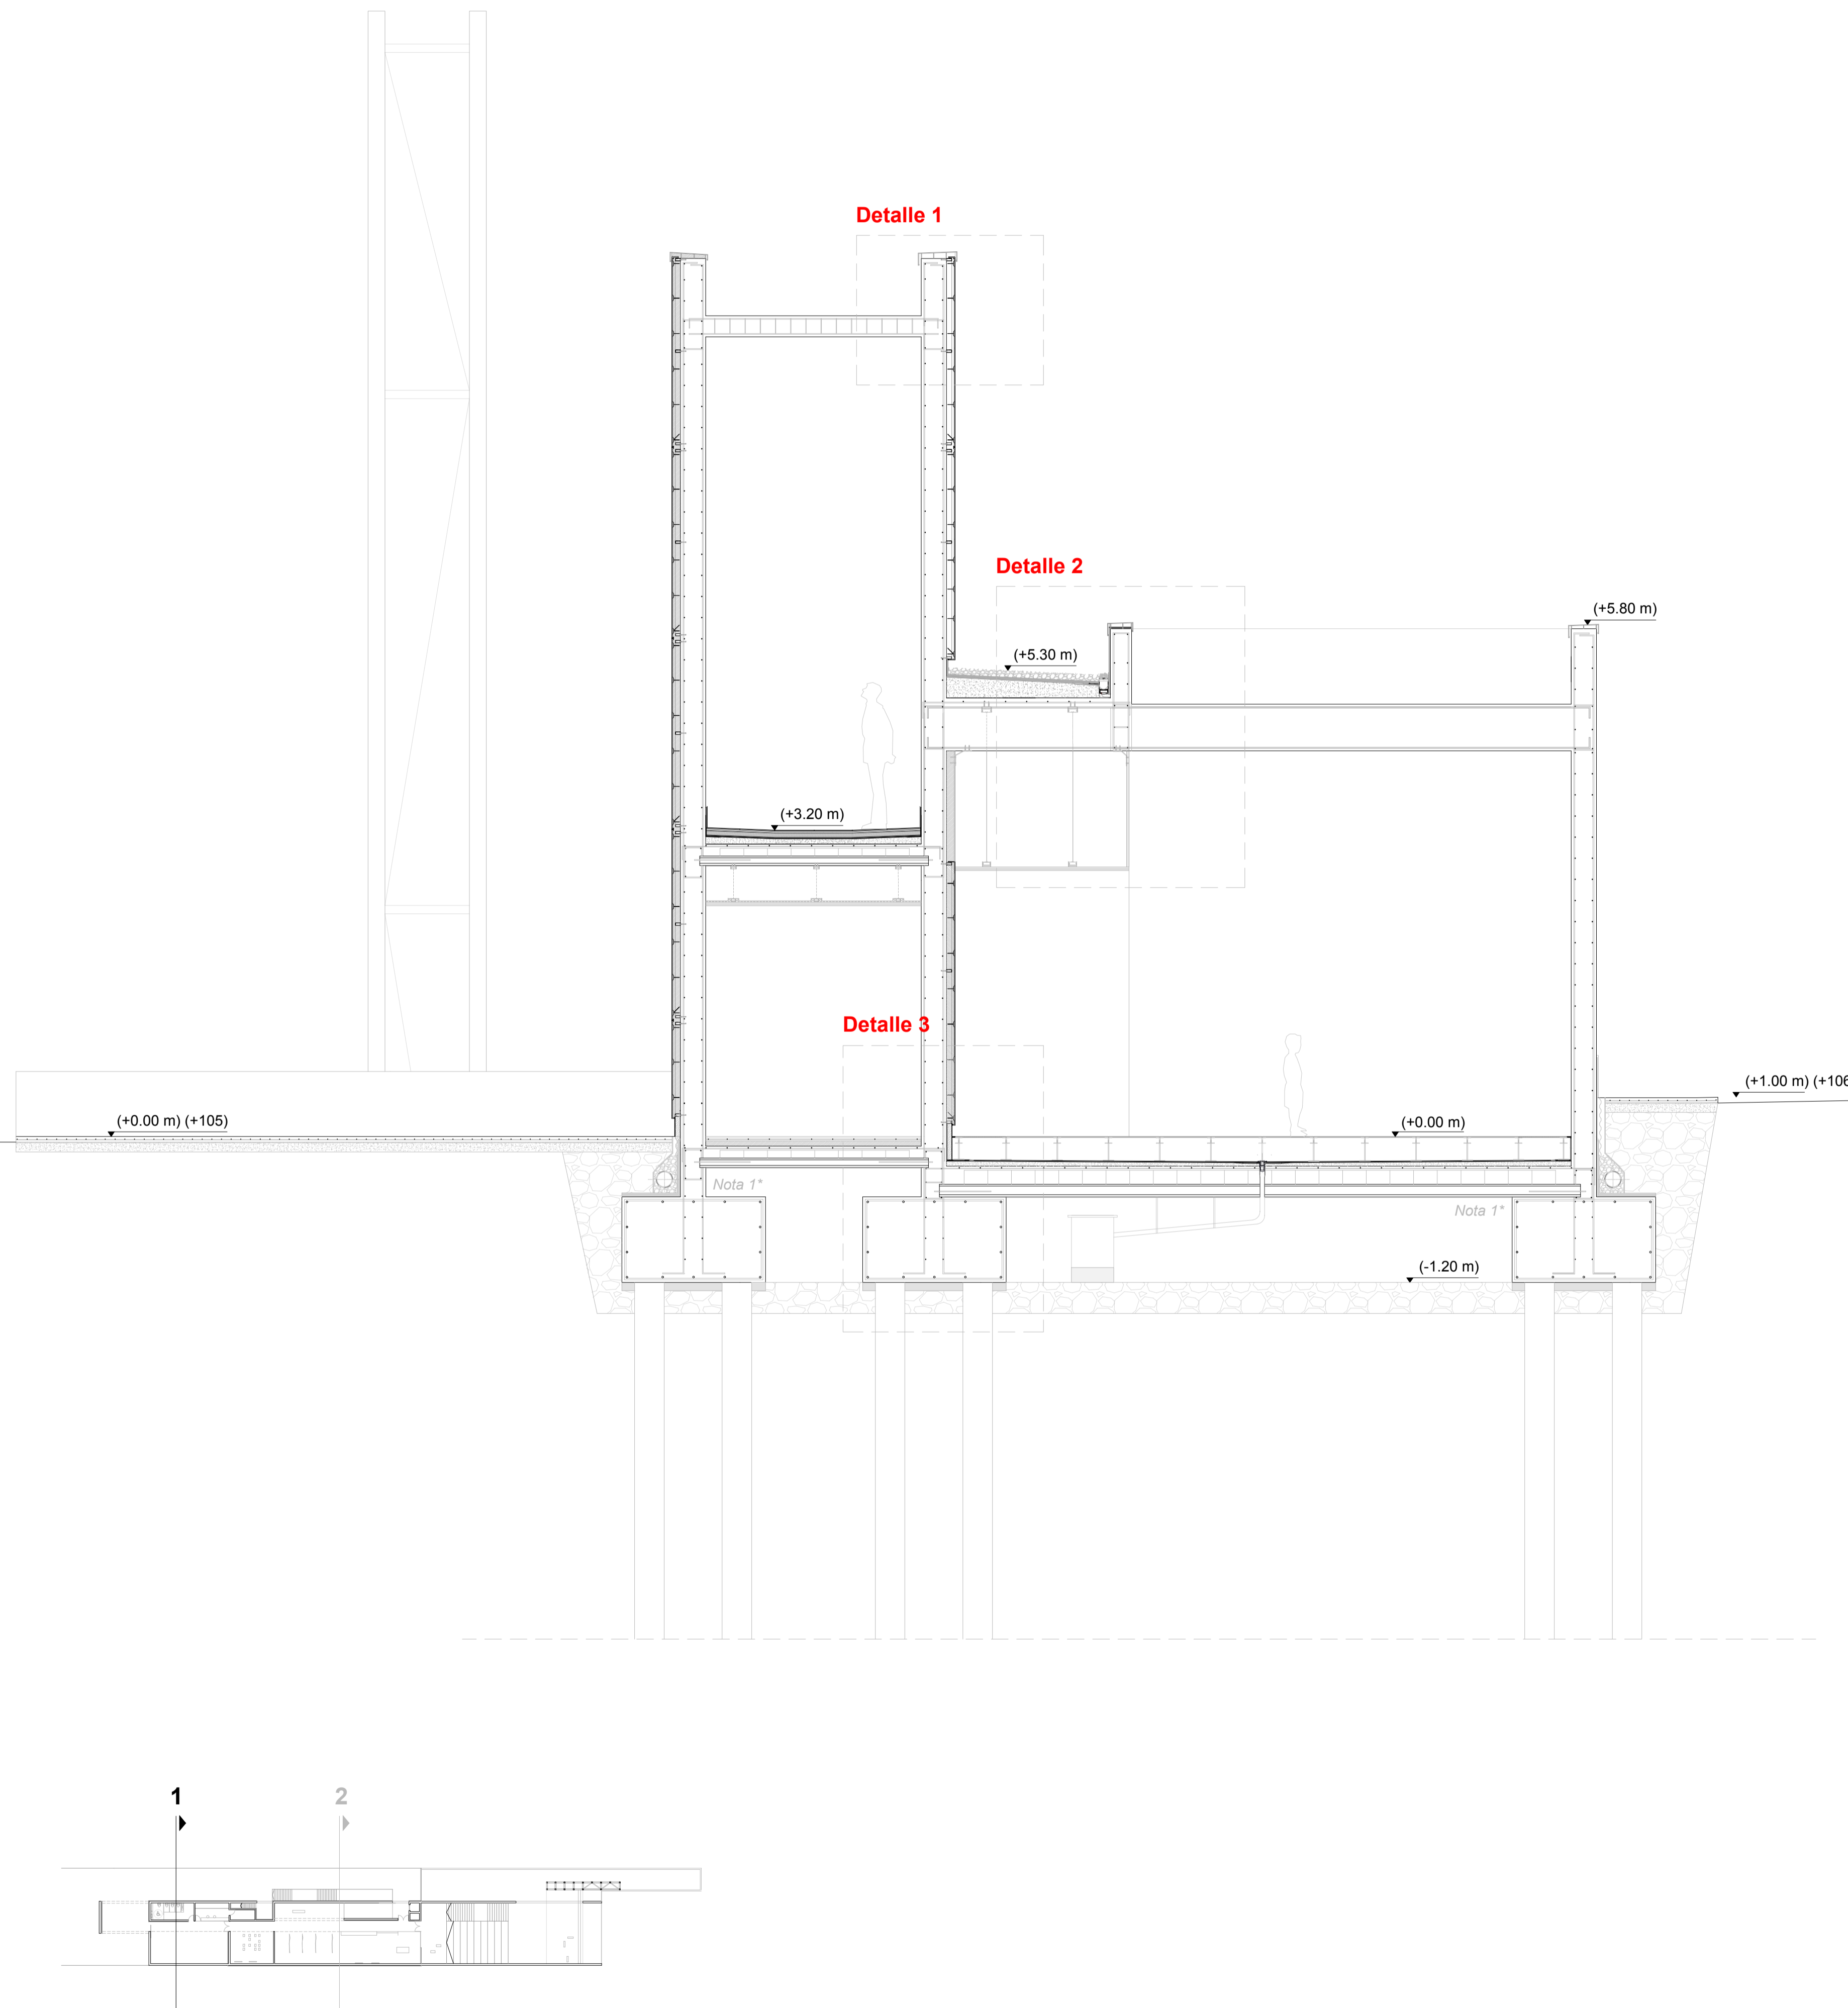 Detalle 1
Detalle 2
(+5.80 m)
(+5.30 m)
(+3.20 m)
Detalle 3
(+1.00 m) (+106
(+0.00 m) (+105)
(+0.00 m)
Nota 1*
Nota 1*
(-1.20 m)
1
2